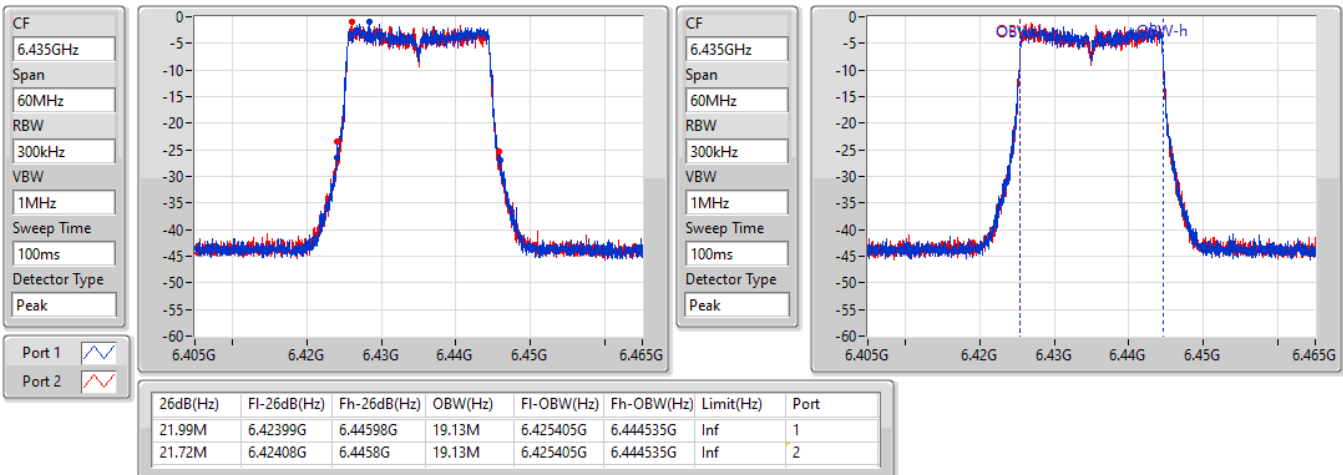 CF
6.435GHz
Span
60MHz
RBW
300kHz
VBW
1MHz
Sweep Time
100ms
Detector Type
Peak
Port 1
Port 2
0
-5
-10
-15
-20
-25
-30
-35
-40
-45
-50
-55
-60
6.405G 6.42G 6.43G 6.44G 6.45G 6.465G
CF
6.435GHz
Span
60MHz
RBW
300kHz
VBW
1MHz
Sweep Time
100ms
Detector Type
Peak
0
-5
-10
-15
-20
-25
-30
-35
-40
-45
-50
-55
-60
OBW-h
6.405G 6.42G 6.43G 6.44G 6.45G 6.465G
26dB(Hz) Fl-26dB(Hz) Fh-26dB(Hz) OBW(Hz) Fl-OBW(Hz) Fh-OBW(Hz) Limit(Hz) Port
21.99M 6.42399G 6.44598G 19.13M 6.425405G 6.444535G Inf 1
21.72M 6.42408G 6.4458G 19.13M 6.425405G 6.444535G Inf 2